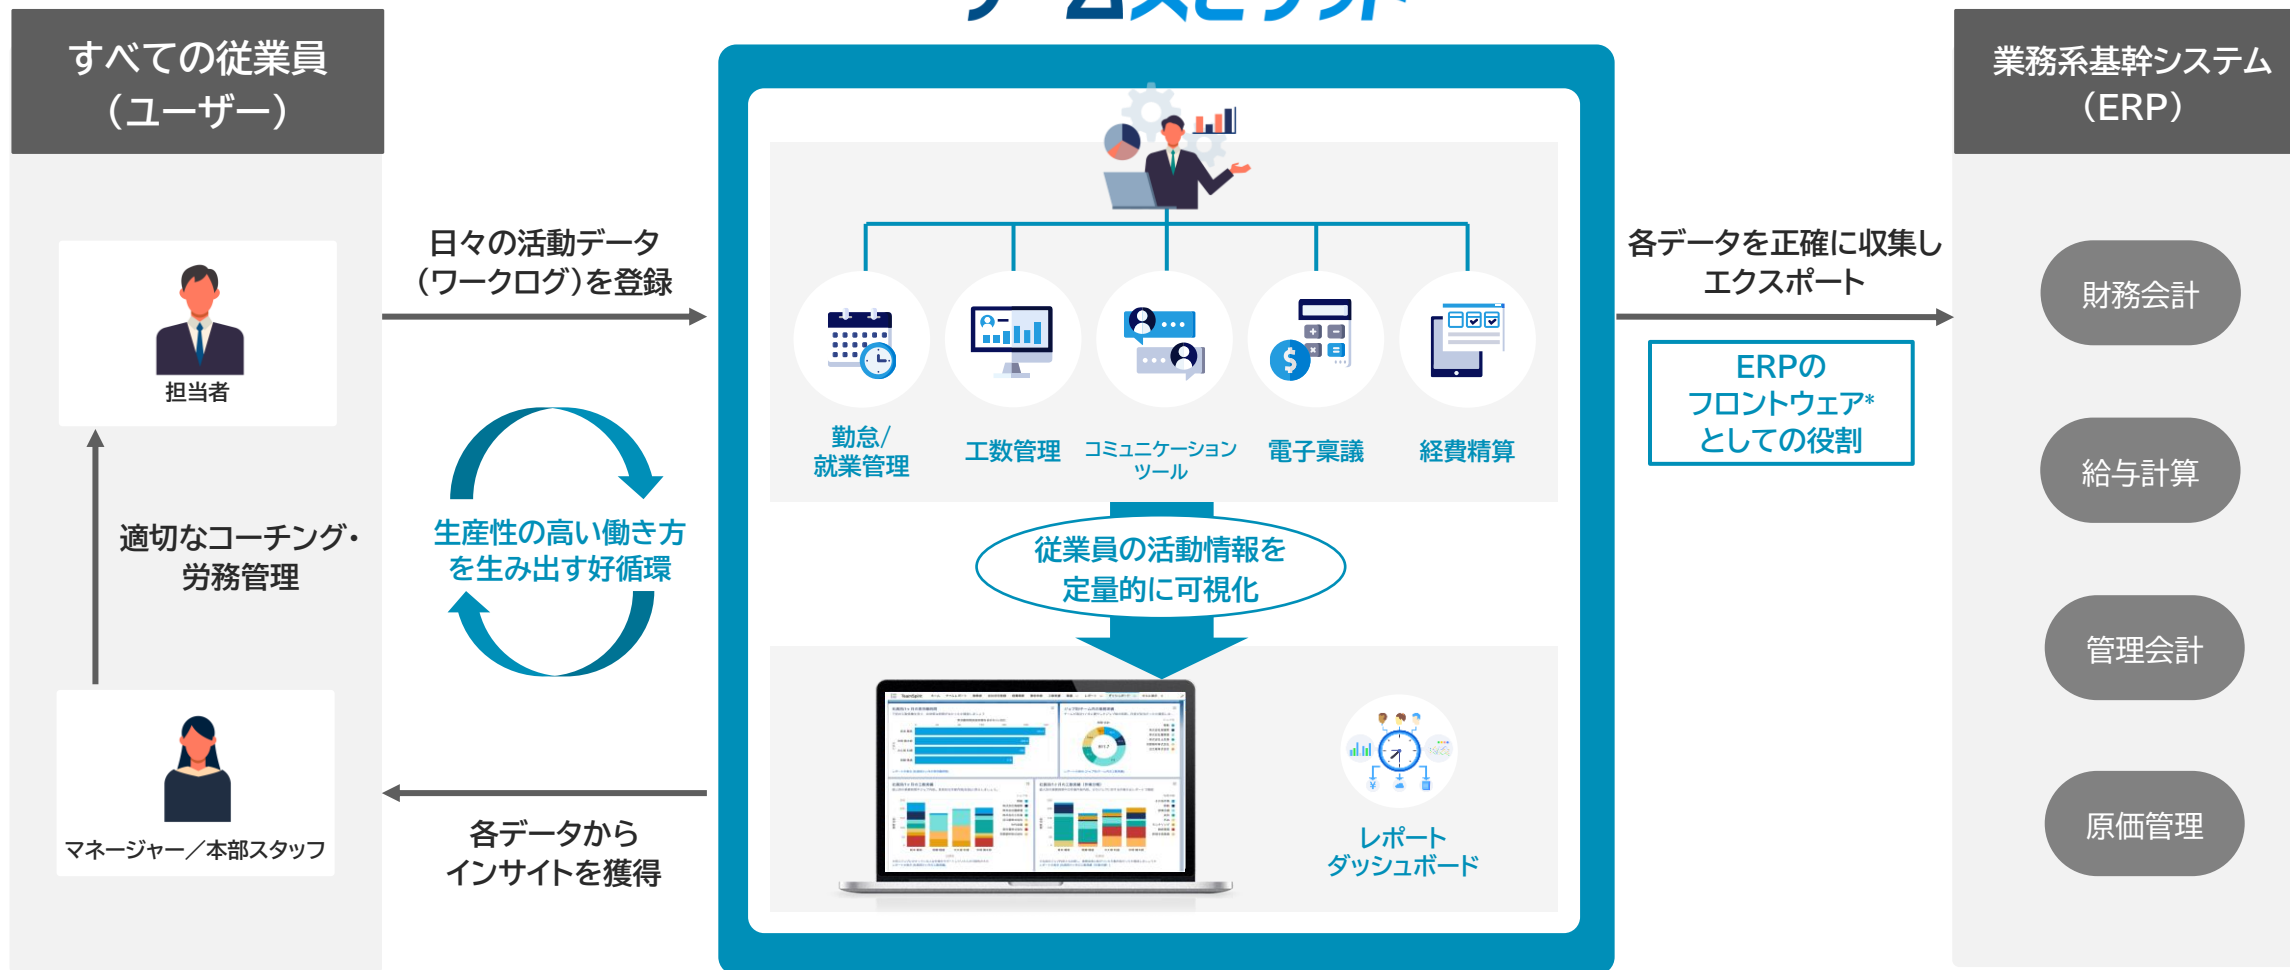 チームスピリット
すべての従業員
（ユーザー）
担当者
適切なコーチング・
労務管理
マネージャー／本部スタッフ
日々の活動データ
（ワークログ）を登録
生産性の高い働き方
を生み出す好循環
各データから
インサイトを獲得
勤怠/
就業管理
工数管理
コミュニケーション
ツール
電子稟議
経費精算
従業員の活動情報を
定量的に可視化
TeamSpirit
レポート
ダッシュボード
各データを正確に収集し
エクスポート
ERPの
フロントウェア*
としての役割
業務系基幹システム
（ERP）
財務会計
給与計算
管理会計
原価管理